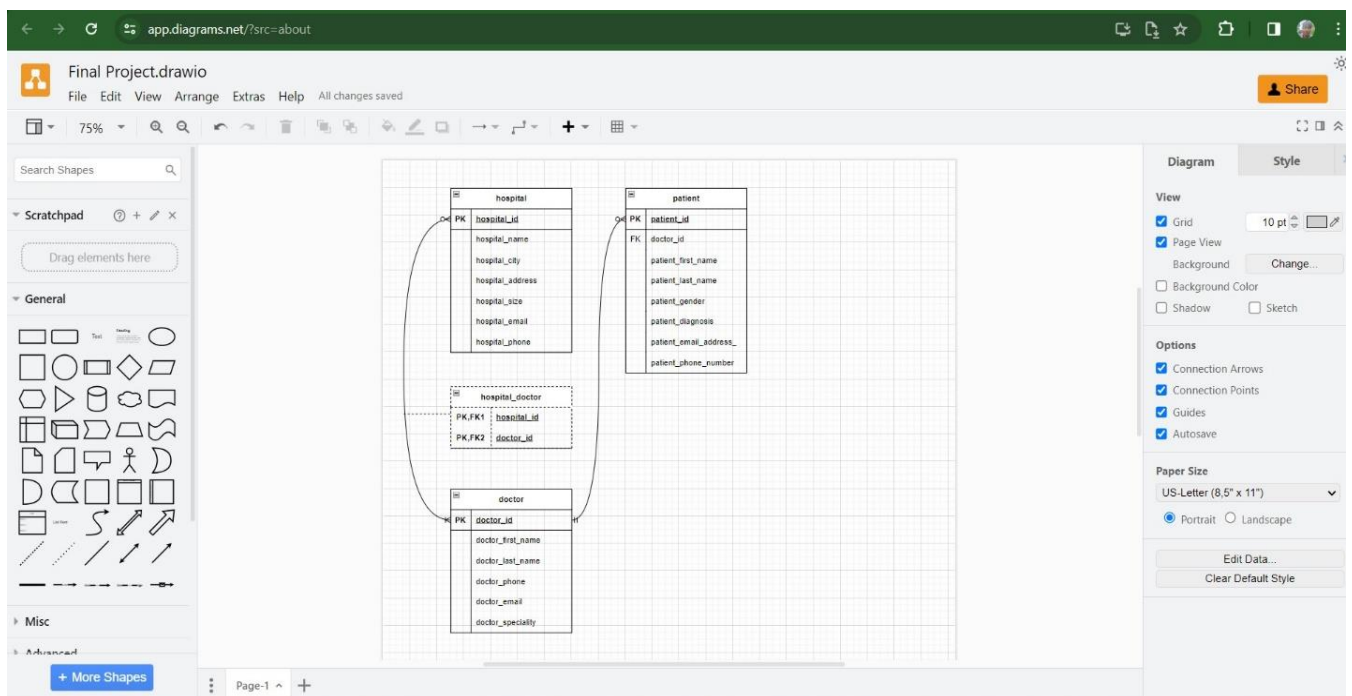 app.diagrams.net/?src=about
Final Project.drawio
File Edit View Arrange Extras Help All changes saved
Share
75%
Search Shapes
Scratchpad
Drag elements here
General
Text
Misc
Advanced
+ More Shapes
hospital
PK hospital_id
hospital_name
hospital_city
hospital_address
hospital_size
hospital_email
hospital_phone
patient
PK patient_id
FK doctor_id
patient_first_name
patient_last_name
patient_gender
patient_diagnosis
patient_email_address_
patient_phone_number
hospital_doctor
PK,FK1 hospital_id
PK,FK2 doctor_id
doctor
PK doctor_id
doctor_first_name
doctor_last_name
doctor_phone
doctor_email
doctor_speciality
Page-1
Diagram Style
View
Grid 10 pt
Page View
Background Change...
Background Color
Shadow Sketch
Options
Connection Arrows
Connection Points
Guides
Autosave
Paper Size
US-Letter (8,5" x 11")
Portrait Landscape
Edit Data...
Clear Default Style